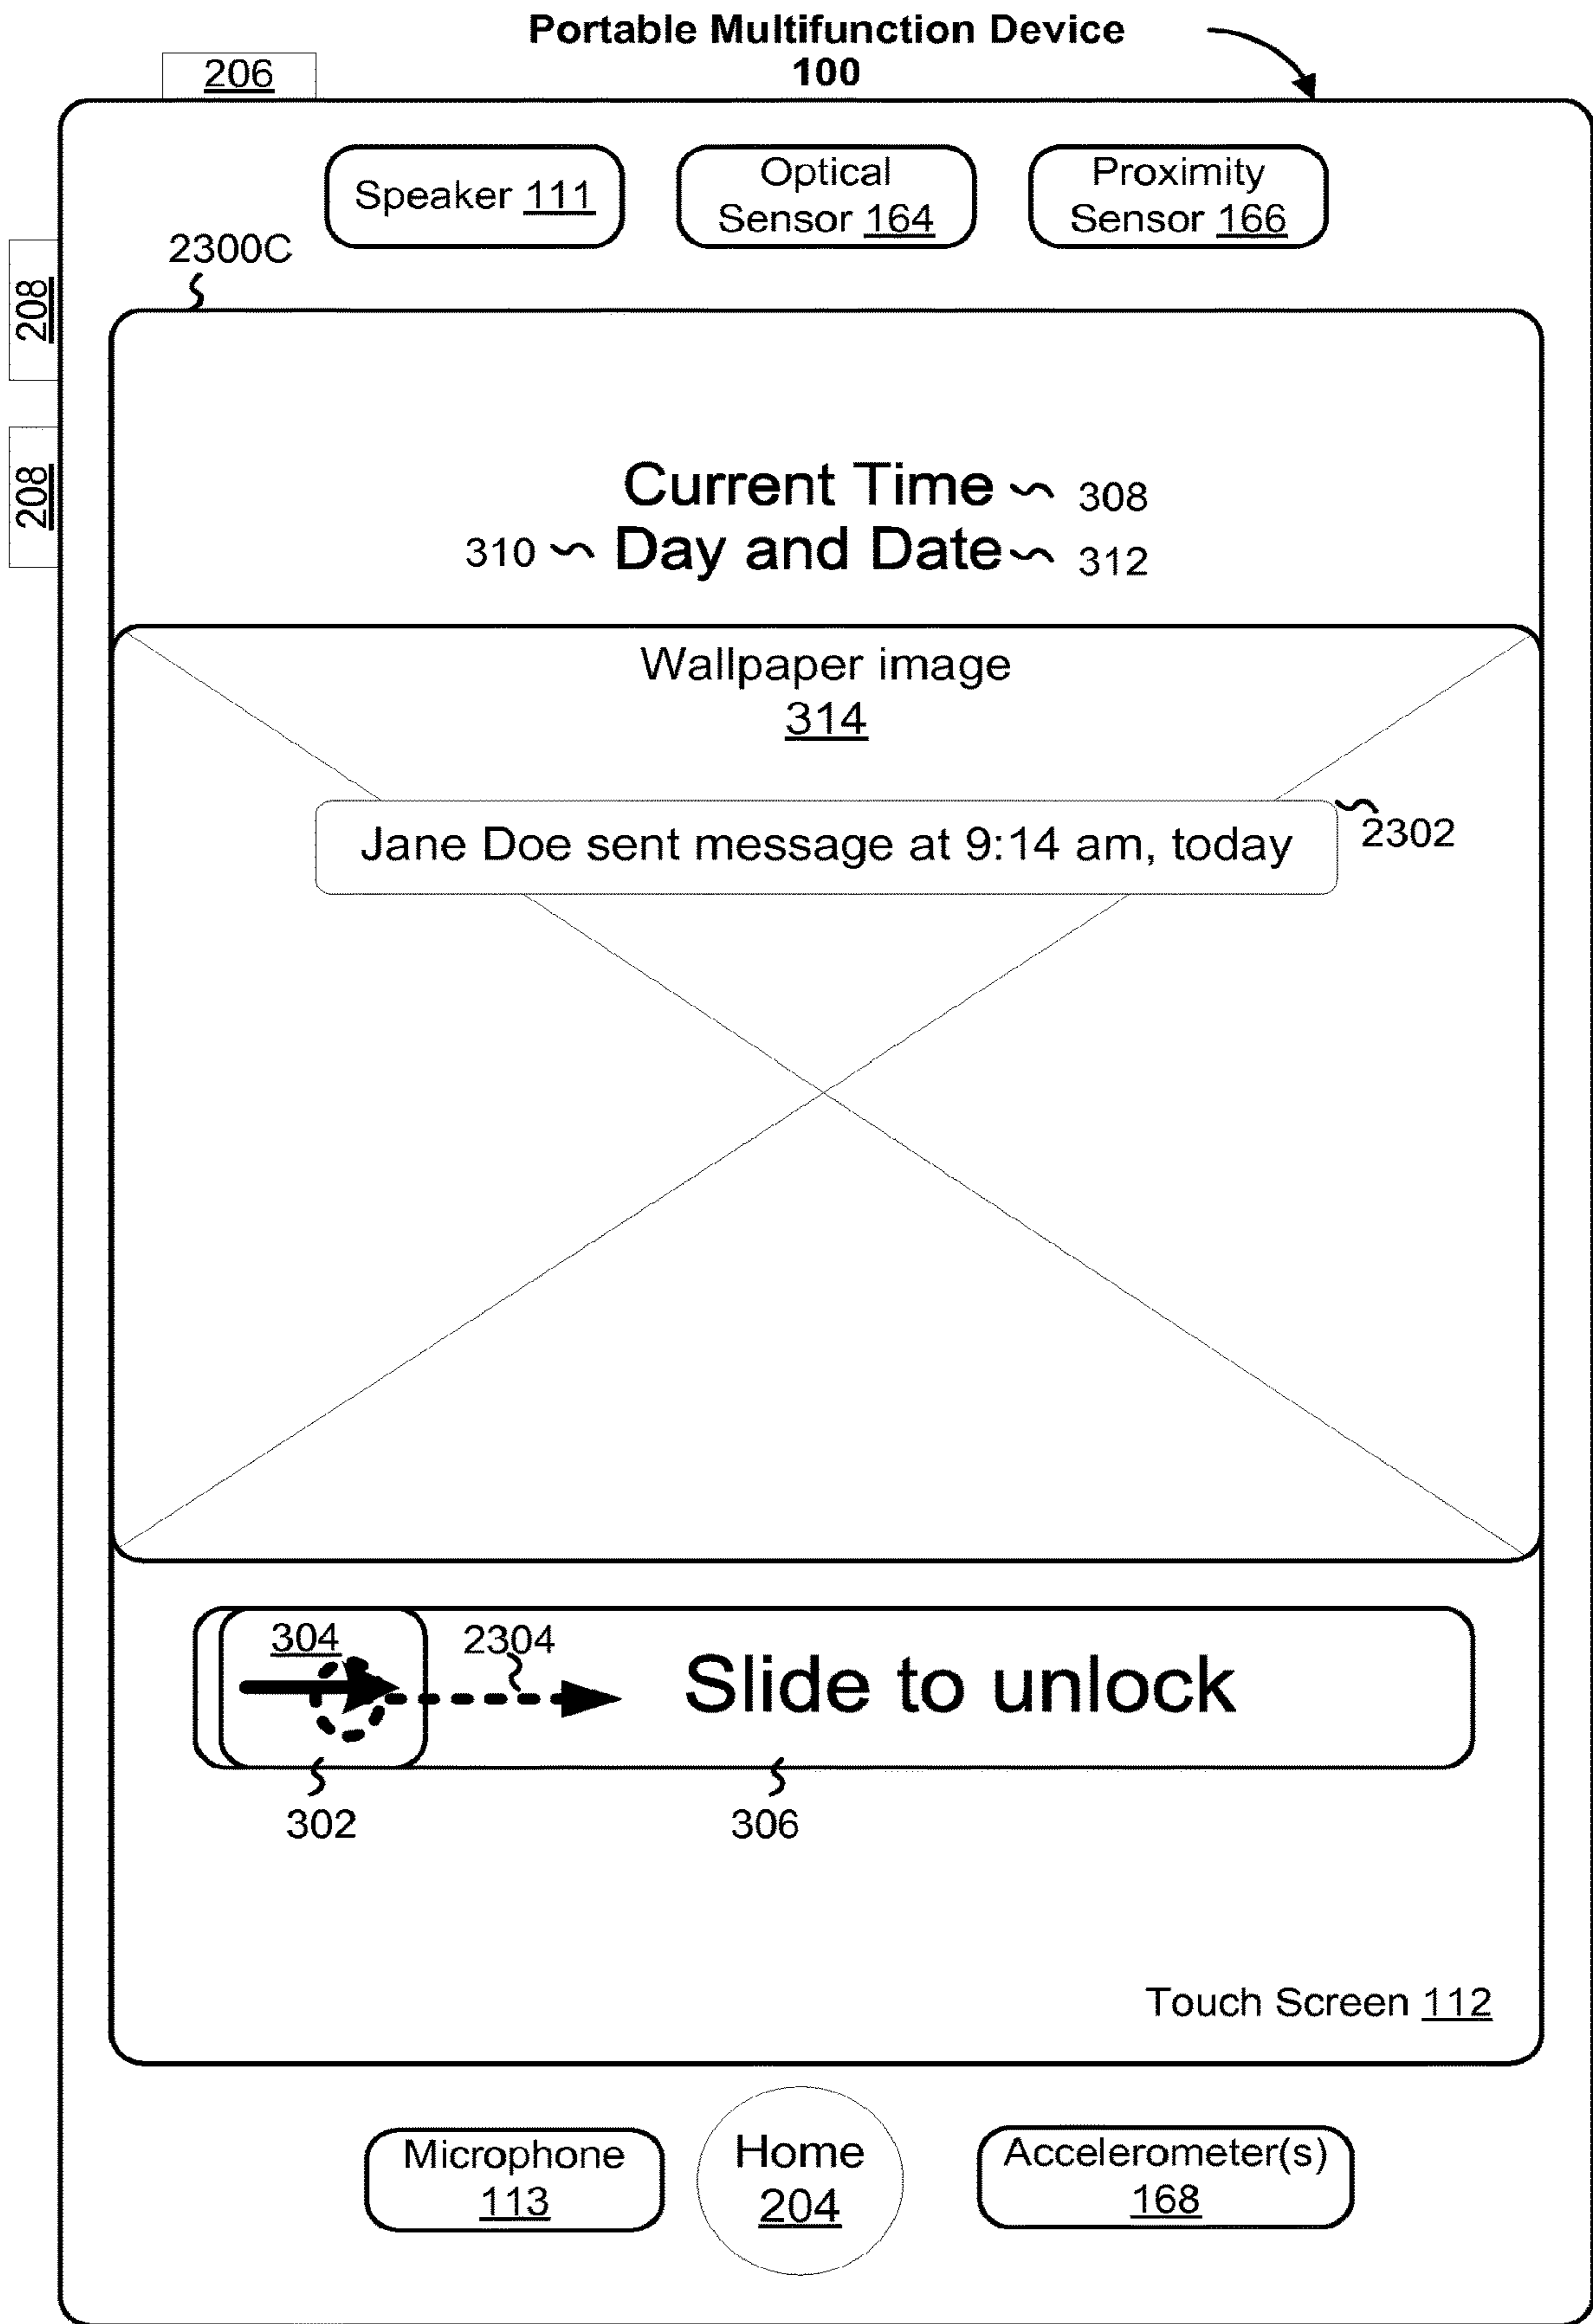 Portable Multifunction Device
100
206
Speaker 111
Optical
Sensor 164
Proximity
Sensor 166
2300C
208
208
Current Time 308
310 Day and Date 312
Wallpaper image
314
Jane Doe sent message at 9:14 am, today
2302
304
2304
Slide to unlock
302
306
Touch Screen 112
Microphone
113
Home
204
Accelerometer(s)
168